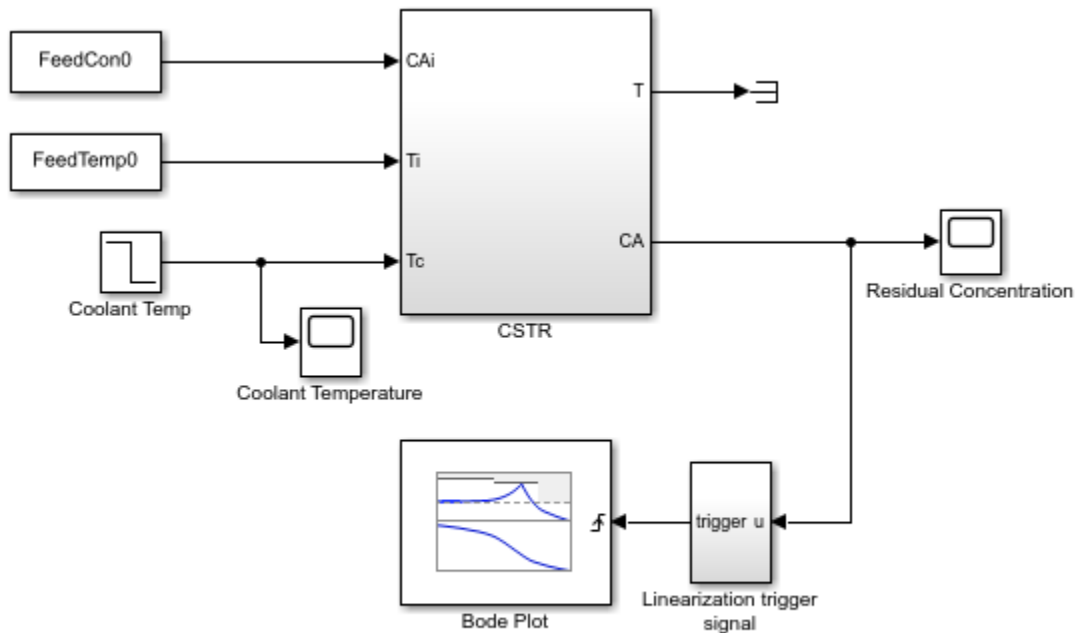 FeedCon0
CAi
T
FeedTemp0
Ti
Tc
CA
Coolant Temp
Residual Concentration
CSTR
Coolant Temperature
trigger u
Linearization trigger
signal
Bode Plot